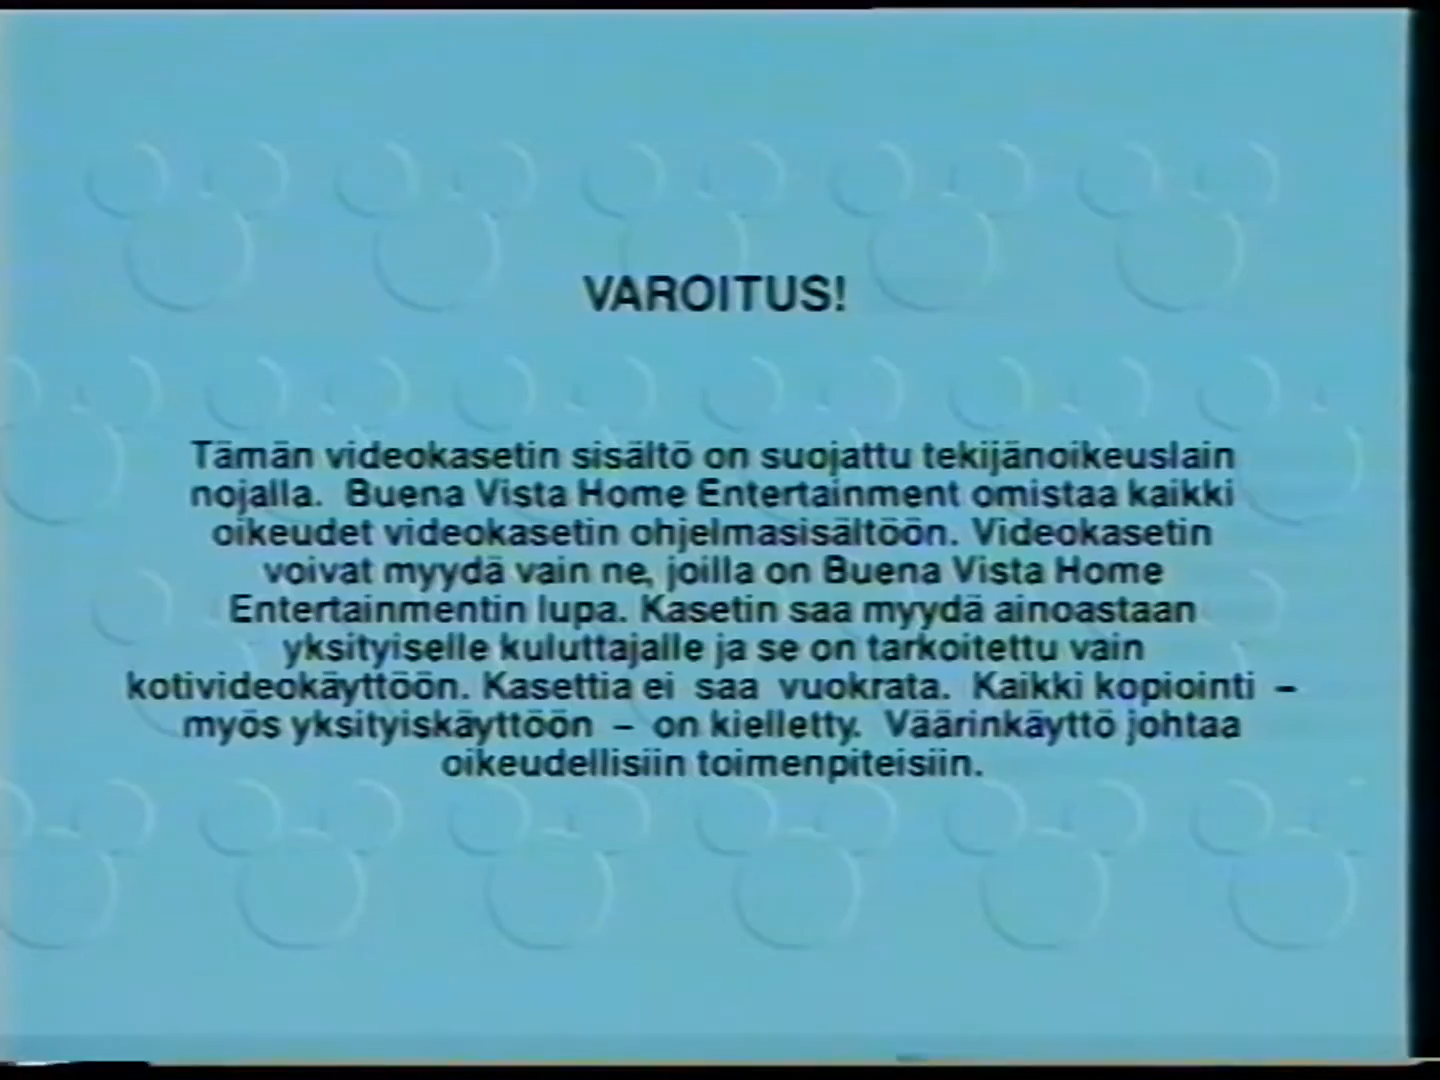 VAROITUS!
Tämän videokasetin sisältö on suojattu tekijänoikeuslain
nojalla. Buena Vista Home Entertainment omistaa kaikki
oikeudet videokasetin ohjelmasisältöön. Videokasetin
voivat myydä vain ne, joilla on Buena Vista Home
Entertainmentin lupa. Kasetin saa myydä ainoastaan
yksityiselle kuluttajalle ja se on tarkoitettu vain
kotivideokäyttöön. Kasettia ei saa vuokrata. Kaikki kopiointi –
myös yksityiskäyttöön – on kielletty. Väärinkäyttö johtaa
oikeudellisiin toimenpiteisiin.